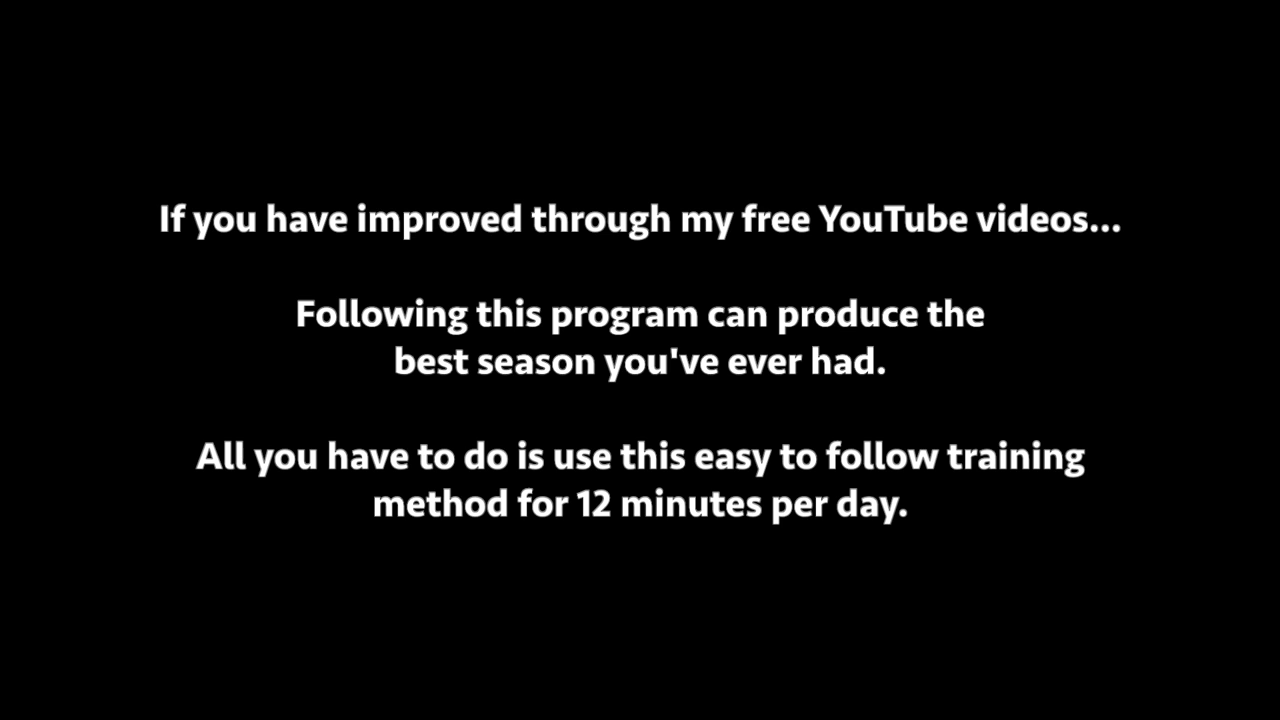 If you have improved through my free YouTube videos...
Following this program can produce the
best season you've ever had.
All you have to do is use this easy to follow training
method for 12 minutes per day.